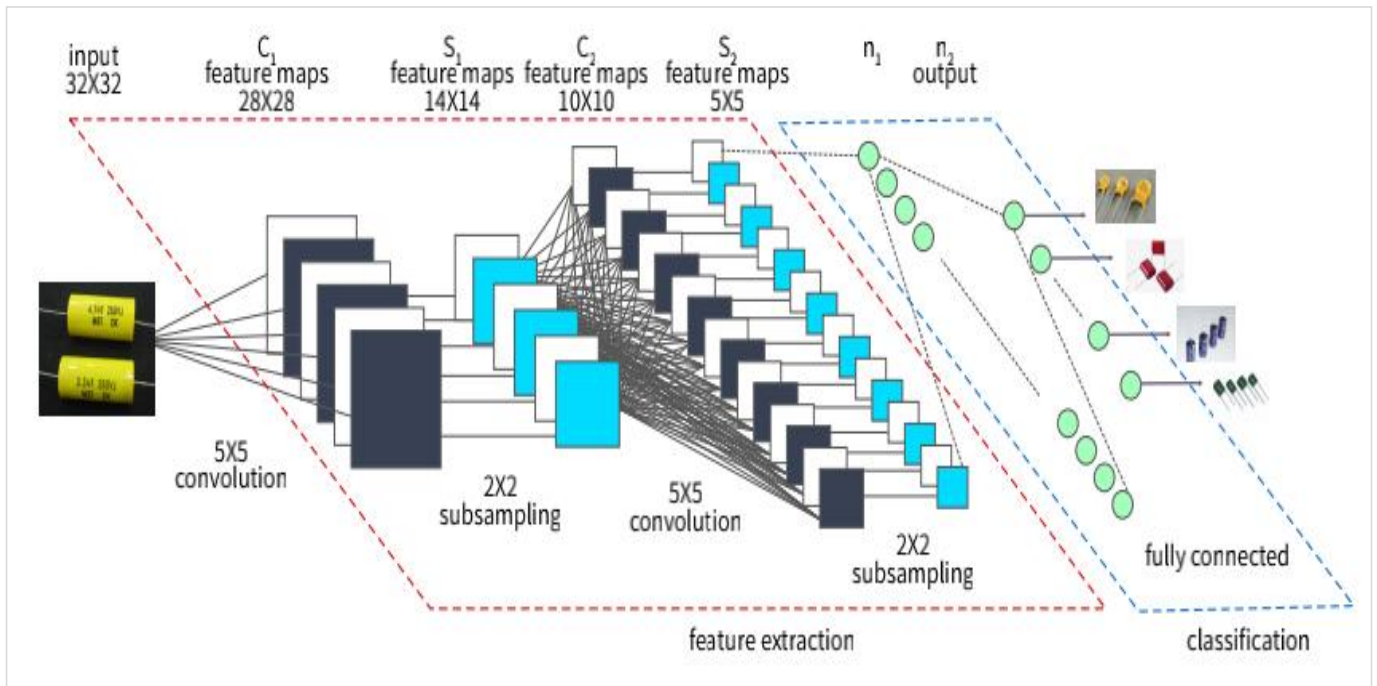 input
32X32
C1
feature maps
28X28
S1
feature maps
14X14
C2
feature maps
10X10
S2
feature maps
5X5
n1
n2
output
5X5
convolution
2X2
subsampling
5X5
convolution
2X2
subsampling
fully connected
feature extraction
classification